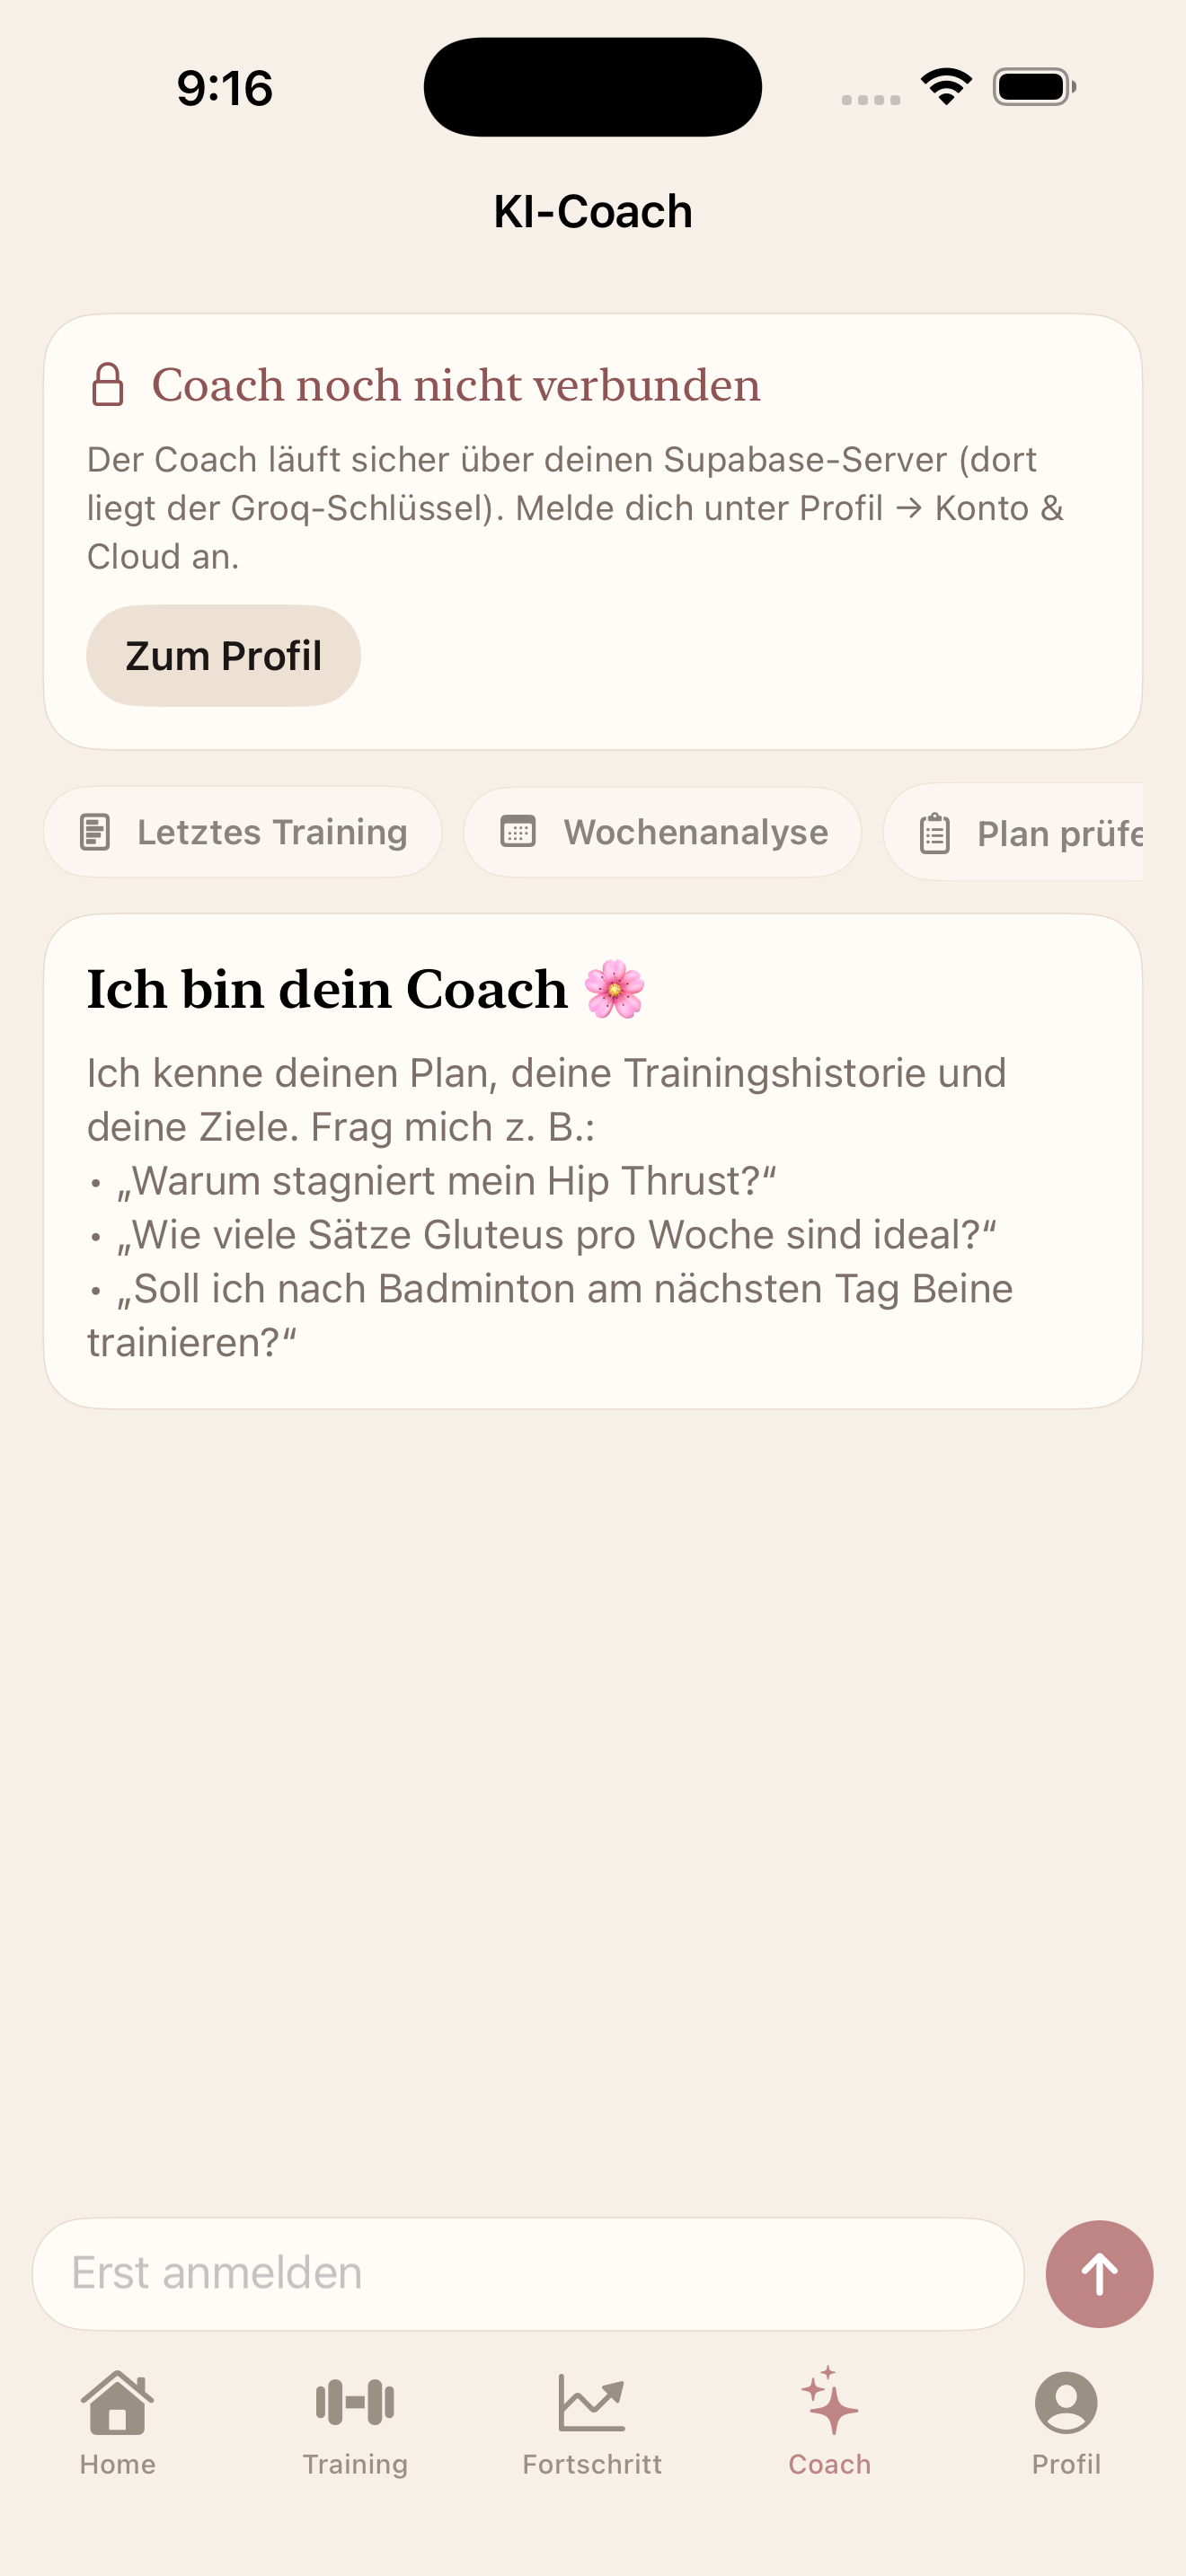 9:16
KI-Coach
Coach noch nicht verbunden
Der Coach läuft sicher über deinen Supabase-Server (dort
liegt der Groq-Schlüssel). Melde dich unter Profil → Konto &
Cloud an.
Zum Profil
Letztes Training
Wochenanalyse
Plan prüfe
Ich bin dein Coach 🌸
Ich kenne deinen Plan, deine Trainingshistorie und
deine Ziele. Frag mich z. B.:
• „Warum stagniert mein Hip Thrust?“
• „Wie viele Sätze Gluteus pro Woche sind ideal?“
• „Soll ich nach Badminton am nächsten Tag Beine
trainieren?“
Erst anmelden
Home
Training
Fortschritt
Coach
Profil